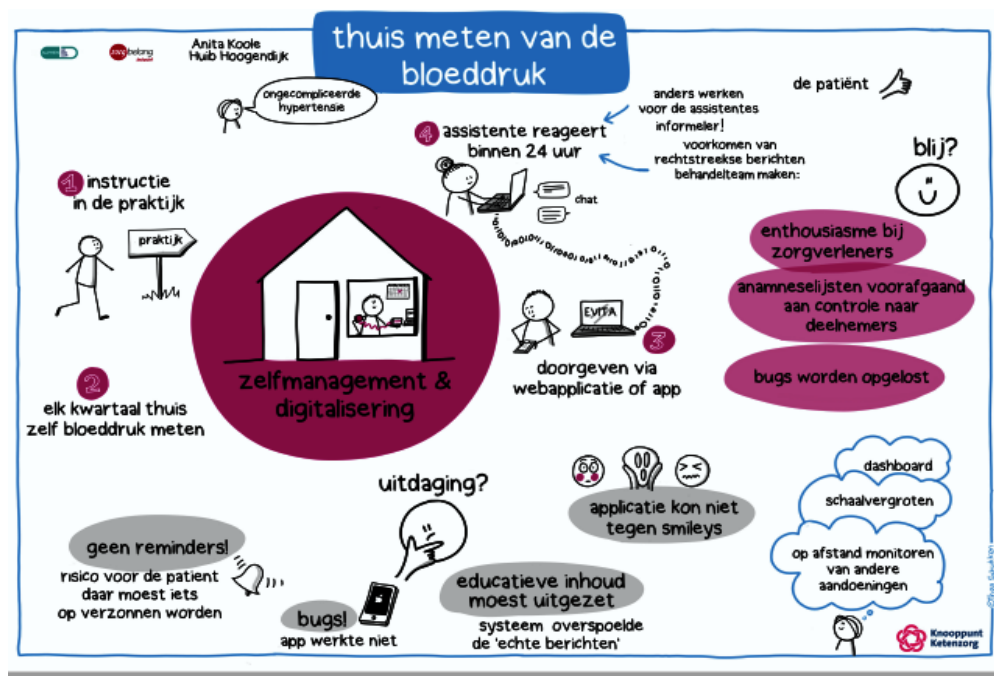 thuis meten van de
bloeddruk
zorgbelang
Anita Koole
Huib Hoogendijk
ongecompliceerde
hypertensie
1 instructie
in de praktijk
praktijk
2
elk kwartaal thuis
zelf bloeddruk meten
zelfmanagement &
digitalisering
4 assistente reageert
binnen 24 uur
chat
anders werken
voor de assistentes
informeler!
voorkomen van
rechtstreekse berichten
behandelteam maken:
EVITA
3
doorgeven via
webapplicatie of app
de patiënt
blij?
enthousiasme bij
zorgverleners
anamneselijsten voorafgaand
aan controle naar
deelnemers
bugs worden opgelost
uitdaging?
geen reminders!
risico voor de patient
daar moest iets
op verzonnen worden
bugs!
app werkte niet
educatieve inhoud
moest uitgezet
systeem overspoelde
de 'echte berichten'
applicatie kon niet
tegen smileys
dashboard
schaalvergroten
op afstand monitoren
van andere
aandoeningen
Knooppunt
Ketenzorg